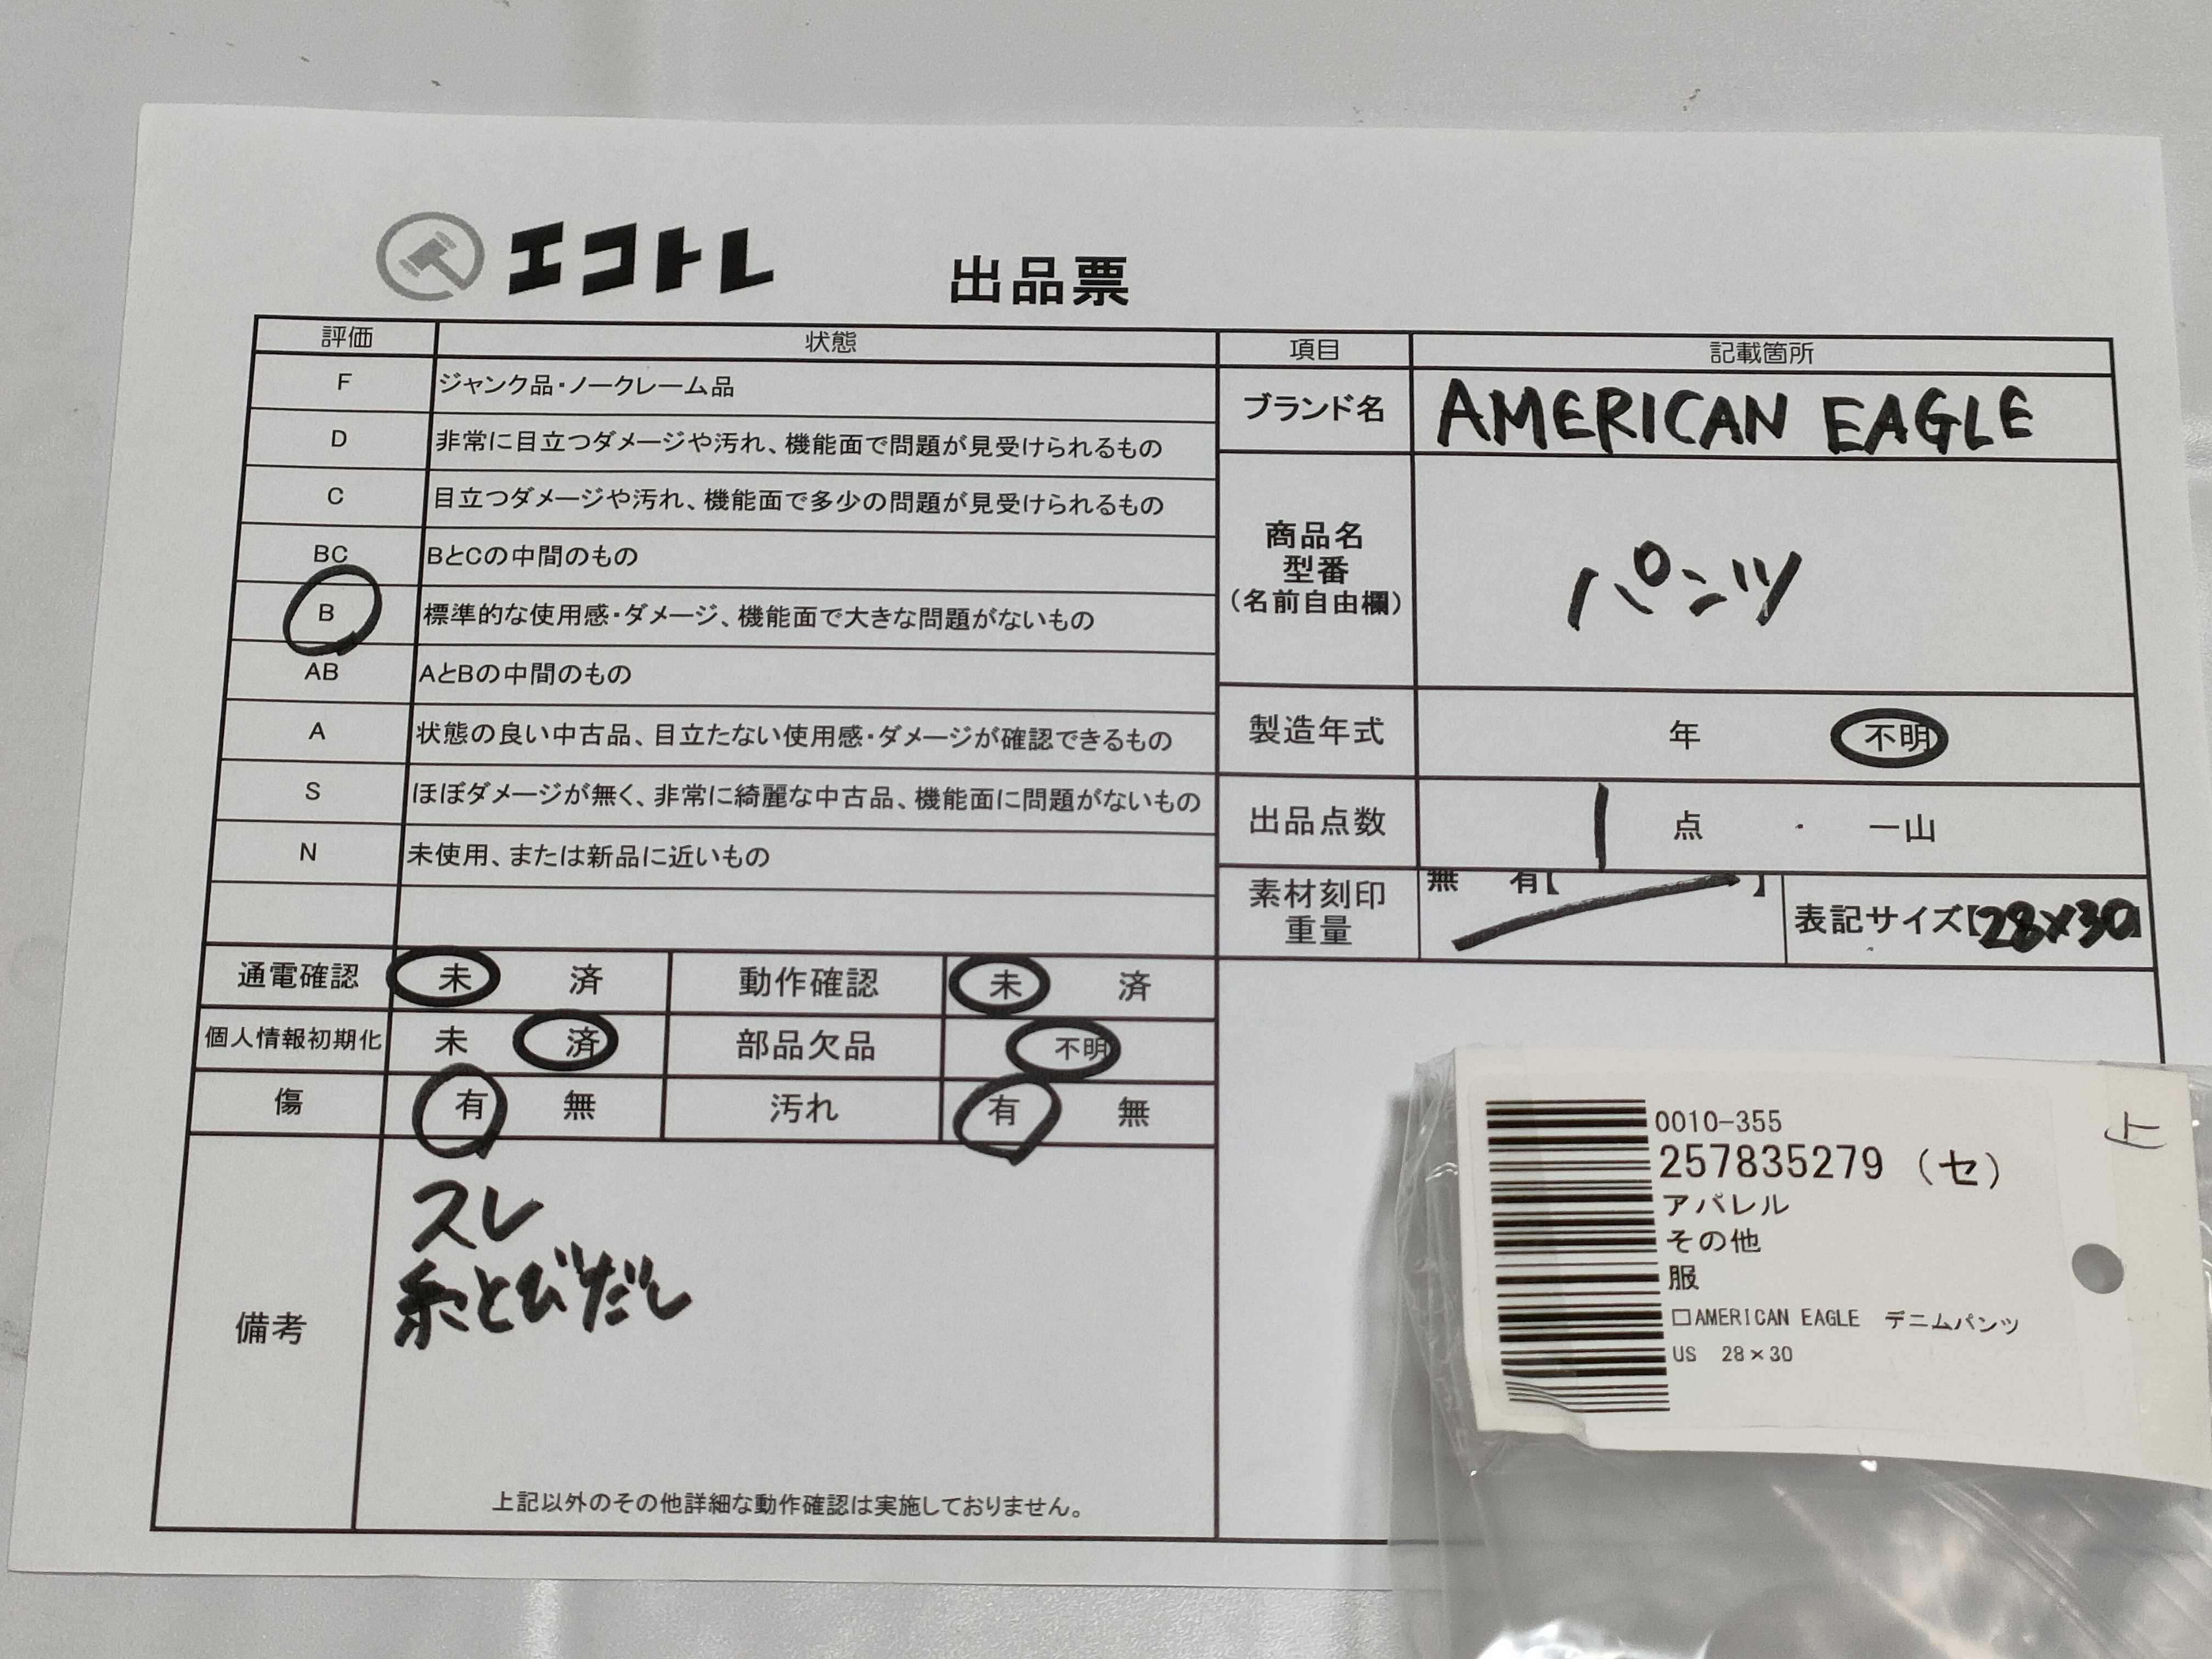 エコトレ 出品票
評価 状態
F ジャンク品・ノークレーム品
D 非常に目立つダメージや汚れ、機能面で問題が見受けられるもの
C 目立つダメージや汚れ、機能面で多少の問題が見受けられるもの
BC BとCの中間のもの
B 標準的な使用感・ダメージ、機能面で大きな問題がないもの
AB AとBの中間のもの
A 状態の良い中古品、目立たない使用感・ダメージが確認できるもの
S ほぼダメージが無く、非常に綺麗な中古品、機能面に問題がないもの
N 未使用、または新品に近いもの
項目 記載箇所
ブランド名 AMERICAN EAGLE
商品名
型番
(名前自由欄)
パンツ
製造年式 年 不明
出品点数 1 点 ・ 一山
素材刻印
重量
無 有【 】
表記サイズ【28×30】
通電確認 未 済 動作確認 未 済
個人情報初期化 未 済 部品欠品 不明
傷 有 無 汚れ 有 無
備考
スレ
糸とびだし
上記以外のその他詳細な動作確認は実施しておりません。
0010-355
257835279 (セ)
アパレル
その他
服
□AMERICAN EAGLE デニムパンツ
US 28×30
上